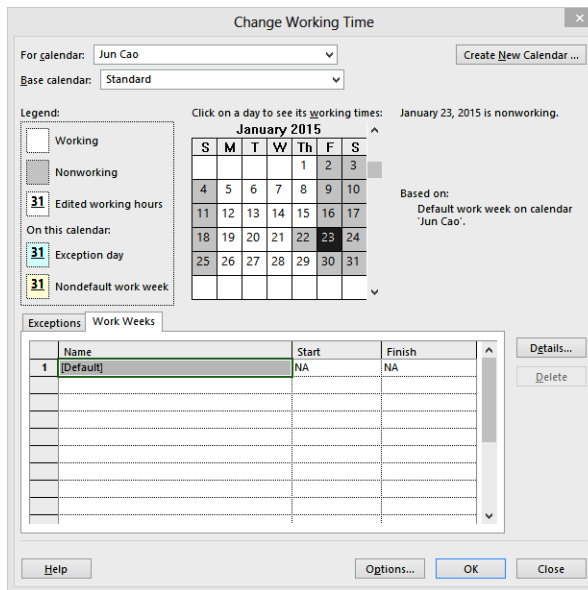 Change Working Time
×
For calendar: Jun Cao
Create New Calendar ...
Base calendar: Standard
Legend:
Click on a day to see its working times:
January 23, 2015 is nonworking.
Working
Nonworking
31 Edited working hours
On this calendar:
31 Exception day
31 Nondefault work week
January 2015
S M T W Th F S
1 2 3
4 5 6 7 8 9 10
11 12 13 14 15 16 17
18 19 20 21 22 23 24
25 26 27 28 29 30 31
Based on:
Default work week on calendar
'Jun Cao'.
Exceptions Work Weeks
Name Start Finish
1 [Default] NA NA
Details...
Delete
Help
Options...
OK
Close